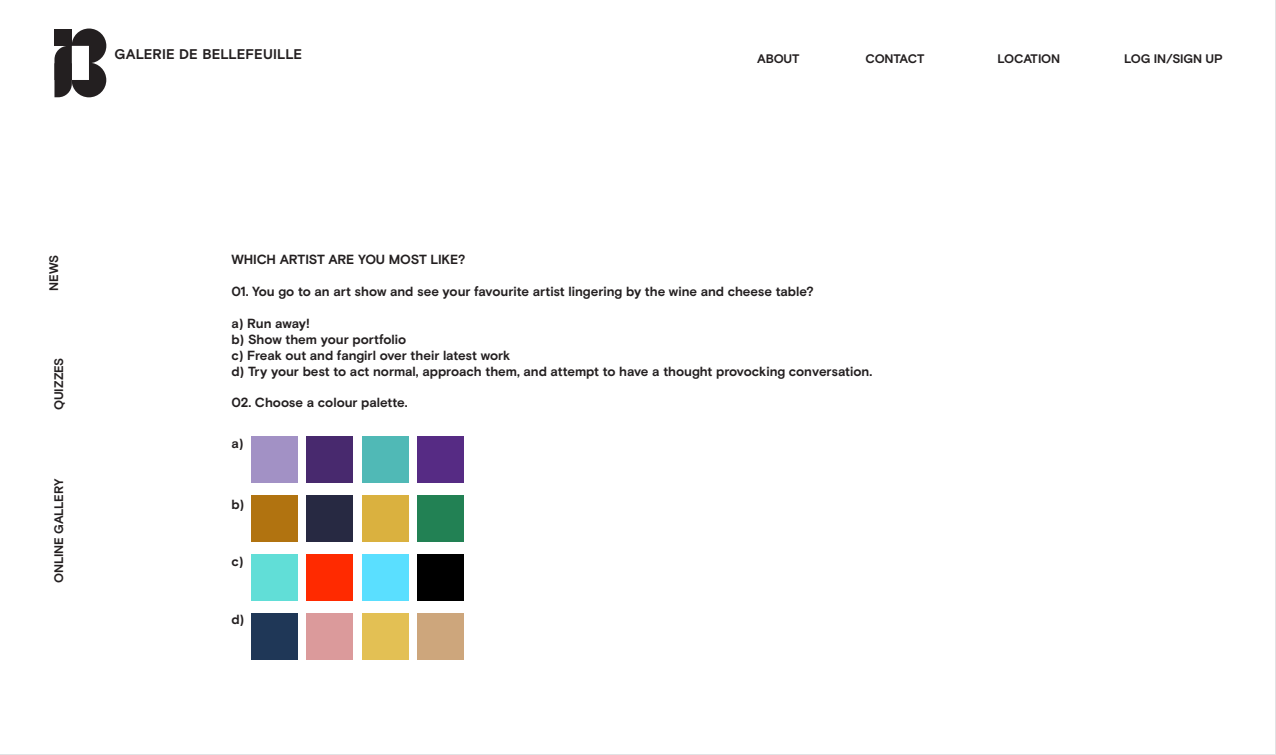 GALERIE DE BELLEFEUILLE
ABOUT
CONTACT
LOCATION
LOG IN/SIGN UP
NEWS
QUIZZES
ONLINE GALLERY
WHICH ARTIST ARE YOU MOST LIKE?
01. You go to an art show and see your favourite artist lingering by the wine and cheese table?
a) Run away!
b) Show them your portfolio
c) Freak out and fangirl over their latest work
d) Try your best to act normal, approach them, and attempt to have a thought provocking conversation.
02. Choose a colour palette.
a)
b)
c)
d)